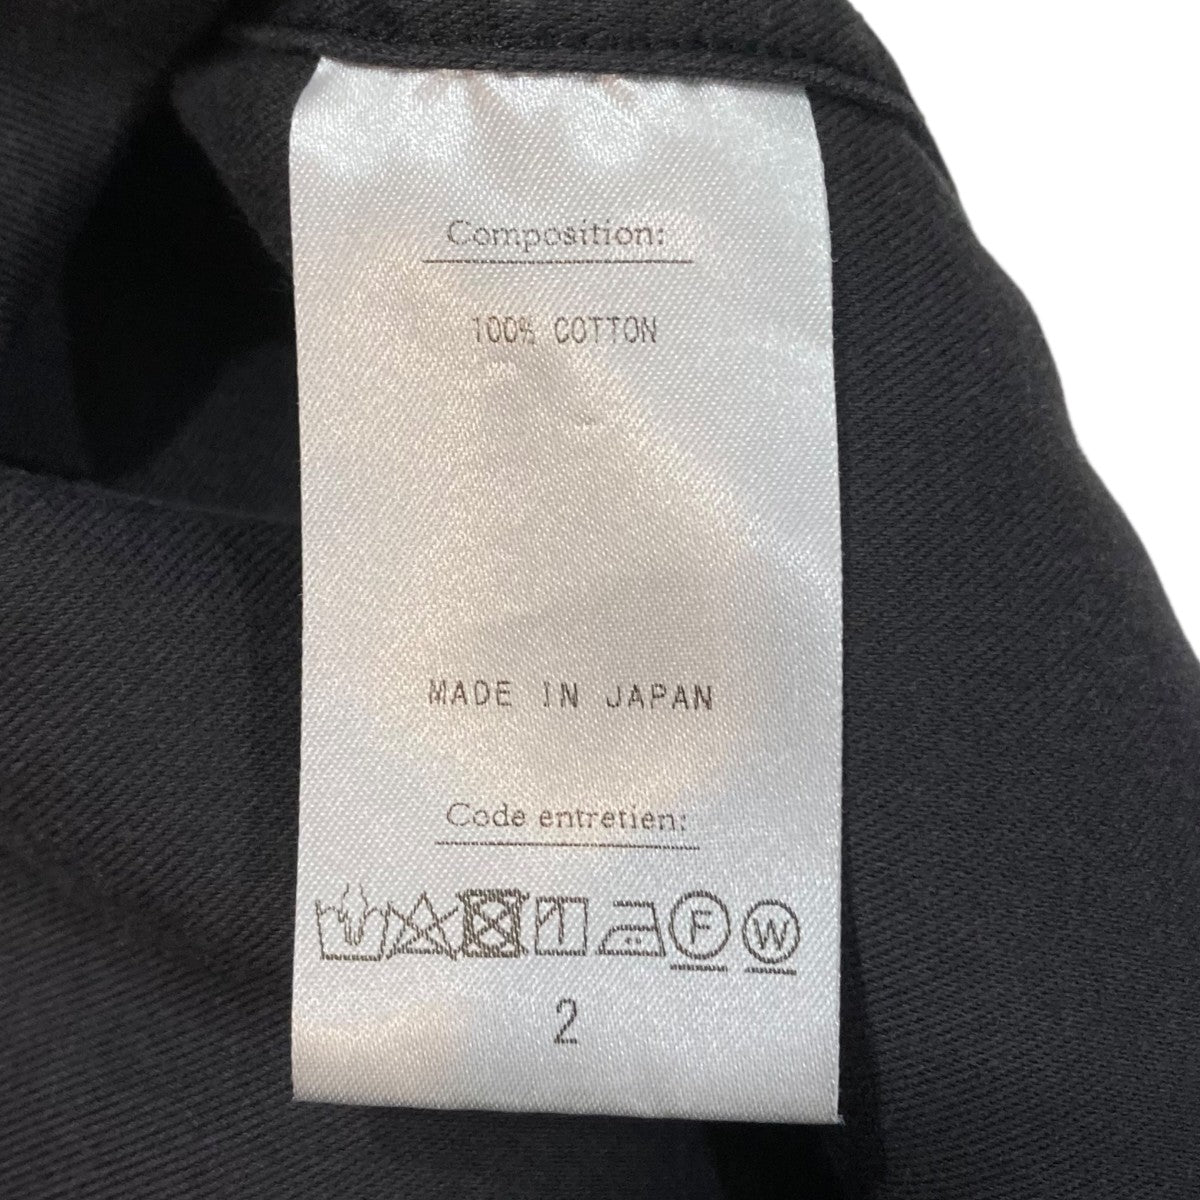 Composition:
100% COTTON
MADE IN JAPAN
Code entretien:
F W
2